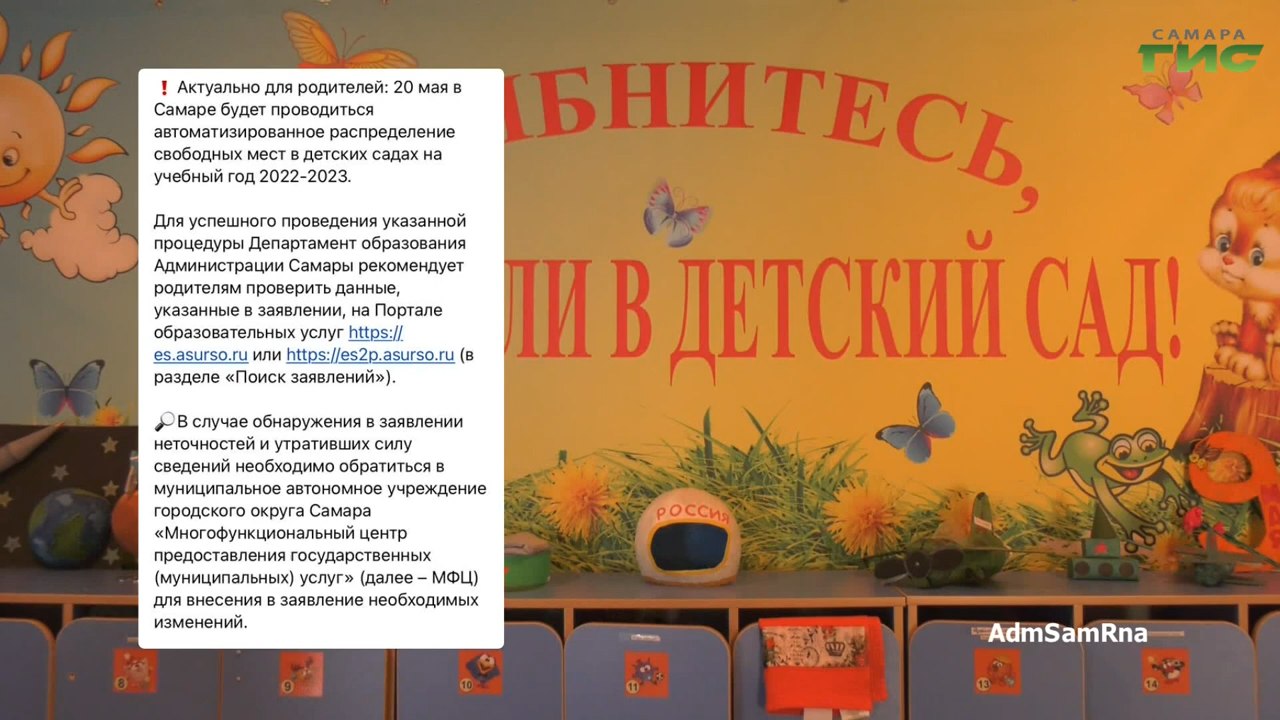 САМАРА
ГИС
❗ Актуально для родителей: 20 мая в
Самаре будет проводиться
автоматизированное распределение
свободных мест в детских садах на
учебный год 2022-2023.
Для успешного проведения указанной
процедуры Департамент образования
Администрации Самары рекомендует
родителям проверить данные,
указанные в заявлении, на Портале
образовательных услуг https://
es.asurso.ru или https://es2p.asurso.ru (в
разделе «Поиск заявлений»).
🔎В случае обнаружения в заявлении
неточностей и утративших силу
сведений необходимо обратиться в
муниципальное автономное учреждение
городского округа Самара
«Многофункциональный центр
предоставления государственных
(муниципальных) услуг» (далее – МФЦ)
для внесения в заявление необходимых
изменений.
ЫБНИТЕСЬ,
ЛИ В ДЕТСКИЙ САД!
РОССИЯ
AdmSamRna
8
9
10
11
13
14